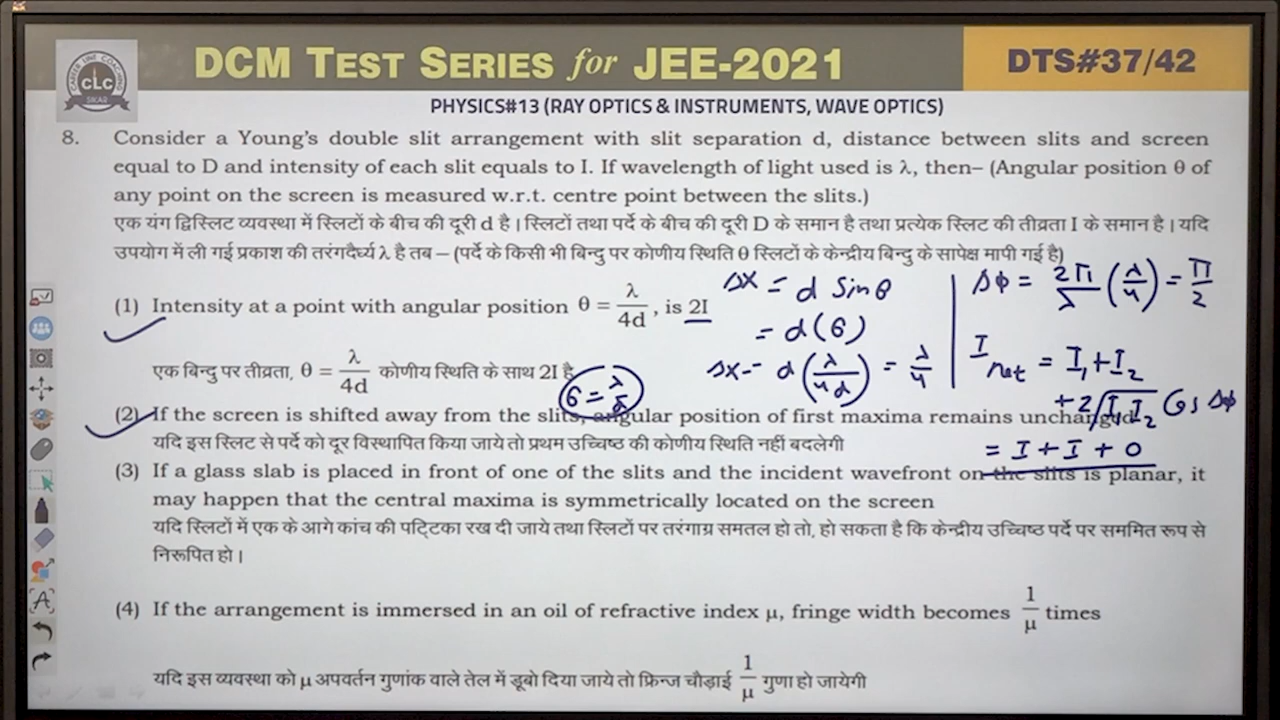 CLC
SIKAR
DCM TEST SERIES for JEE-2021
DTS#37/42
PHYSICS#13 (RAY OPTICS & INSTRUMENTS, WAVE OPTICS)
8. Consider a Young's double slit arrangement with slit separation d, distance between slits and screen
equal to D and intensity of each slit equals to I. If wavelength of light used is λ, then– (Angular position θ of
any point on the screen is measured w.r.t. centre point between the slits.)
एक यंग द्विस्लिट व्यवस्था में स्लिटों के बीच की दूरी d है। स्लिटों तथा पर्दे के बीच की दूरी D के समान है तथा प्रत्येक स्लिट की तीव्रता I के समान है। यदि
उपयोग में ली गई प्रकाश की तरंगदैर्ध्य λ है तब – (पर्दे के किसी भी बिन्दु पर कोणीय स्थिति θ स्लिटों के केन्द्रीय बिन्दु के सापेक्ष मापी गई है)
Δx = d Sinθ
Δφ = 2π/λ (λ/4) = π/2
(1) Intensity at a point with angular position θ = λ/4d, is 2I
= d(θ)
एक बिन्दु पर तीव्रता, θ = λ/4d कोणीय स्थिति के साथ 2I है
Δx = d(λ/4d) = λ/4
I net = I₁+I₂
+ 2√I₁I₂ Cos Δφ
(2) If the screen is shifted away from the slits, angular position of first maxima remains unchanged
यदि इस स्लिट से पर्दे को दूर विस्थापित किया जाये तो प्रथम उच्चिष्ठ की कोणीय स्थिति नहीं बदलेगी
= I + I + 0
(3) If a glass slab is placed in front of one of the slits and the incident wavefront on the slits is planar, it
may happen that the central maxima is symmetrically located on the screen
यदि स्लिटों में एक के आगे कांच की पट्टिका रख दी जाये तथा स्लिटों पर तरंगाग्र समतल हो तो, हो सकता है कि केन्द्रीय उच्चिष्ठ पर्दे पर सममित रूप से
निरूपित हो।
(4) If the arrangement is immersed in an oil of refractive index μ, fringe width becomes 1/μ times
यदि इस व्यवस्था को μ अपवर्तन गुणांक वाले तेल में डूबो दिया जाये तो फ्रिन्ज चौड़ाई 1/μ गुणा हो जायेगी